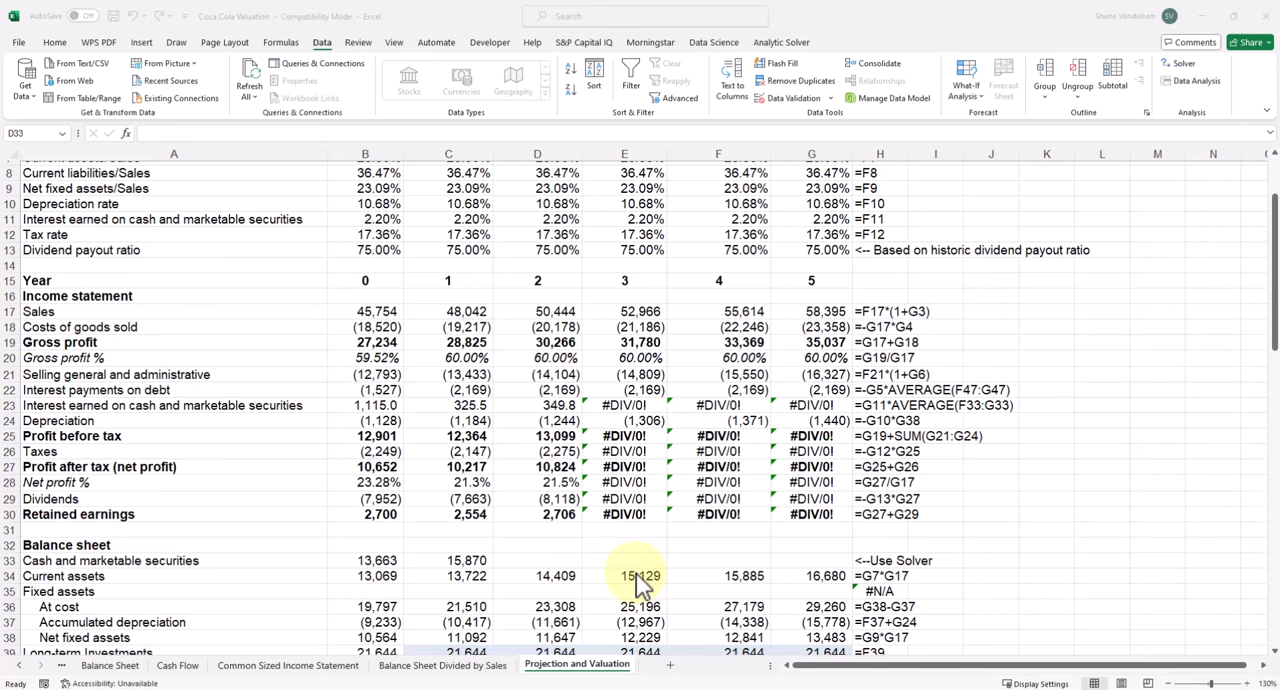 AutoSave Off Coca Cola Valuation - Compatibility Mode - Excel Search Shane Vandalsem SV
File Home WPS PDF Insert Draw Page Layout Formulas Data Review View Automate Developer Help S&P Capital IQ Morningstar Data Science Analytic Solver Comments Share
Get Data From Text/CSV From Web From Table/Range From Picture Recent Sources Existing Connections
Refresh All Queries & Connections Properties Workbook Links
Stocks Currencies Geography
Sort Filter Clear Reapply Advanced
Text to Columns Flash Fill Remove Duplicates Data Validation Consolidate Relationships Manage Data Model
What-If Analysis Forecast Sheet Group Ungroup Subtotal Solver Data Analysis
Get & Transform Data Queries & Connections Data Types Sort & Filter Data Tools Forecast Outline Analysis
D33 fx
A B C D E F G H I J K L M N
8 Current liabilities/Sales 36.47% 36.47% 36.47% 36.47% 36.47% 36.47% =F8
9 Net fixed assets/Sales 23.09% 23.09% 23.09% 23.09% 23.09% 23.09% =F9
10 Depreciation rate 10.68% 10.68% 10.68% 10.68% 10.68% 10.68% =F10
11 Interest earned on cash and marketable securities 2.20% 2.20% 2.20% 2.20% 2.20% 2.20% =F11
12 Tax rate 17.36% 17.36% 17.36% 17.36% 17.36% 17.36% =F12
13 Dividend payout ratio 75.00% 75.00% 75.00% 75.00% 75.00% 75.00% <-- Based on historic dividend payout ratio
14
15 Year 0 1 2 3 4 5
16 Income statement
17 Sales 45,754 48,042 50,444 52,966 55,614 58,395 =F17*(1+G3)
18 Costs of goods sold (18,520) (19,217) (20,178) (21,186) (22,246) (23,358) =-G17*G4
19 Gross profit 27,234 28,825 30,266 31,780 33,369 35,037 =G17+G18
20 Gross profit % 59.52% 60.00% 60.00% 60.00% 60.00% 60.00% =G19/G17
21 Selling general and administrative (12,793) (13,433) (14,104) (14,809) (15,550) (16,327) =F21*(1+G6)
22 Interest payments on debt (1,527) (2,169) (2,169) (2,169) (2,169) (2,169) =-G5*AVERAGE(F47:G47)
23 Interest earned on cash and marketable securities 1,115.0 325.5 349.8 #DIV/0! #DIV/0! #DIV/0! =G11*AVERAGE(F33:G33)
24 Depreciation (1,128) (1,184) (1,244) (1,306) (1,371) (1,440) =-G10*G38
25 Profit before tax 12,901 12,364 13,099 #DIV/0! #DIV/0! #DIV/0! =G19+SUM(G21:G24)
26 Taxes (2,249) (2,147) (2,275) #DIV/0! #DIV/0! #DIV/0! =-G12*G25
27 Profit after tax (net profit) 10,652 10,217 10,824 #DIV/0! #DIV/0! #DIV/0! =G25+G26
28 Net profit % 23.28% 21.3% 21.5% #DIV/0! #DIV/0! #DIV/0! =G27/G17
29 Dividends (7,952) (7,663) (8,118) #DIV/0! #DIV/0! #DIV/0! =-G13*G27
30 Retained earnings 2,700 2,554 2,706 #DIV/0! #DIV/0! #DIV/0! =G27+G29
31
32 Balance sheet
33 Cash and marketable securities 13,663 15,870 <--Use Solver
34 Current assets 13,069 13,722 14,409 15,129 15,885 16,680 =G7*G17
35 Fixed assets #N/A
36 At cost 19,797 21,510 23,308 25,196 27,179 29,260 =G38-G37
37 Accumulated depreciation (9,233) (10,417) (11,661) (12,967) (14,338) (15,778) =F37+G24
38 Net fixed assets 10,564 11,092 11,647 12,229 12,841 13,483 =G9*G17
Long-term Investments 21,644 21,644 21,644 21,644 21,644 21,644 =F39
Balance Sheet Cash Flow Common Sized Income Statement Balance Sheet Divided by Sales Projection and Valuation
Ready Accessibility: Unavailable Display Settings 130%